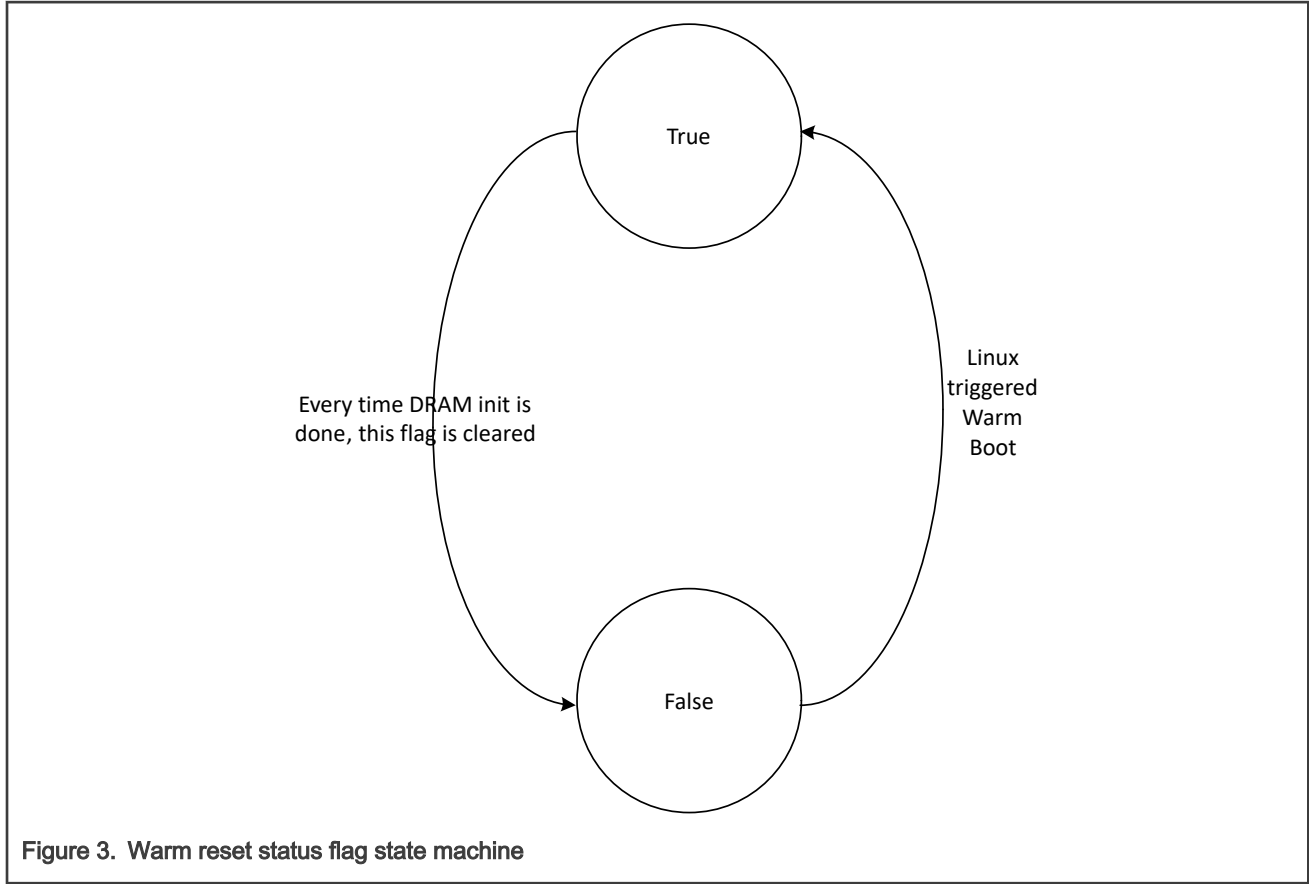 True
Every time DRAM init is
done, this flag is cleared
Linux
triggered
Warm
Boot
False
Figure 3. Warm reset status flag state machine